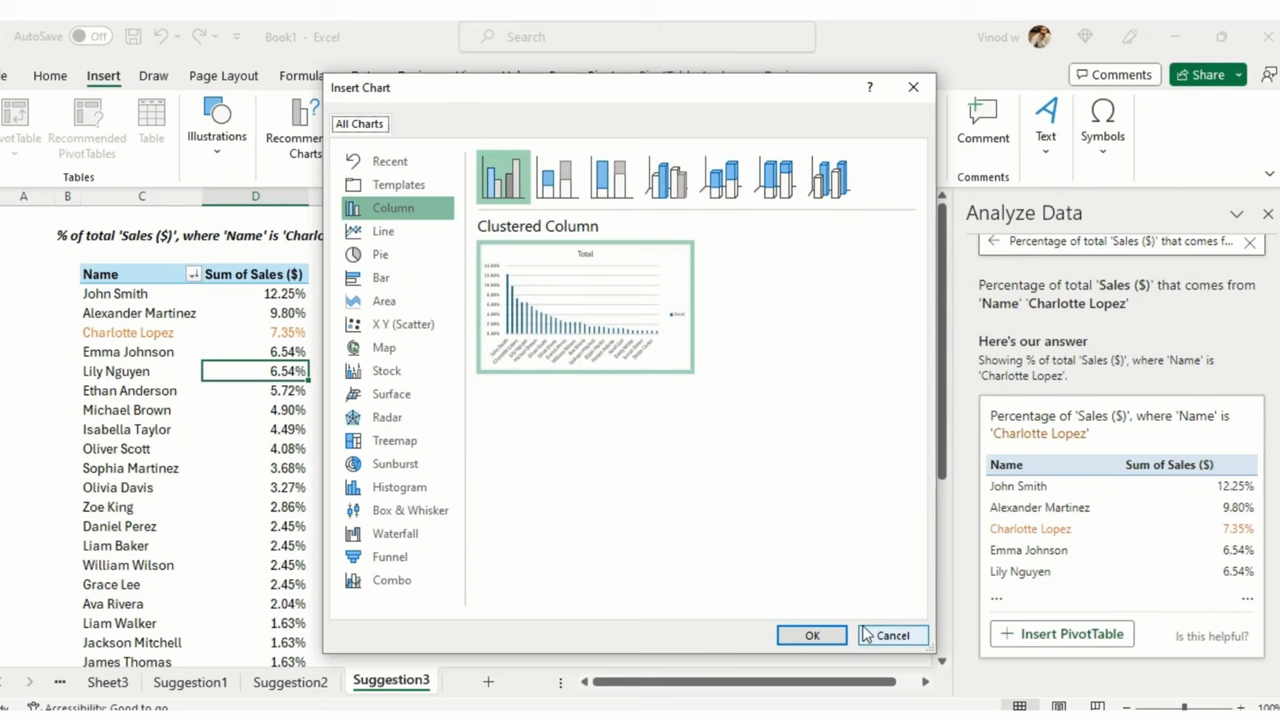 AutoSave Off Book1 - Excel Search Vinod w
Home Insert Draw Page Layout Comments Share
Recommended
PivotTables
Table
Illustrations
Charts
Comment
Text
Symbols
Tables
Comments
A B C D
% of total 'Sales ($)', where 'Name' is 'Charlo
Name Sum of Sales ($)
John Smith 12.25%
Alexander Martinez 9.80%
Charlotte Lopez 7.35%
Emma Johnson 6.54%
Lily Nguyen 6.54%
Ethan Anderson 5.72%
Michael Brown 4.90%
Isabella Taylor 4.49%
Oliver Scott 4.08%
Sophia Martinez 3.68%
Olivia Davis 3.27%
Zoe King 2.86%
Daniel Perez 2.45%
Liam Baker 2.45%
William Wilson 2.45%
Grace Lee 2.45%
Ava Rivera 2.04%
Liam Walker 1.63%
Jackson Mitchell 1.63%
James Thomas 1.63%
Insert Chart ?
All Charts
Recent
Templates
Column
Line
Pie
Bar
Area
X Y (Scatter)
Map
Stock
Surface
Radar
Treemap
Sunburst
Histogram
Box & Whisker
Waterfall
Funnel
Combo
Clustered Column
Total
OK Cancel
Analyze Data
Percentage of total 'Sales ($)' that comes f...
Percentage of total 'Sales ($)' that comes from
'Name' 'Charlotte Lopez'
Here's our answer
Showing % of total 'Sales ($)', where 'Name' is
'Charlotte Lopez'.
Percentage of 'Sales ($)', where 'Name' is
'Charlotte Lopez'
Name Sum of Sales ($)
John Smith 12.25%
Alexander Martinez 9.80%
Charlotte Lopez 7.35%
Emma Johnson 6.54%
Lily Nguyen 6.54%
... ...
+ Insert PivotTable Is this helpful?
... Sheet3 Suggestion1 Suggestion2 Suggestion3 +
Accessibility: Good to go